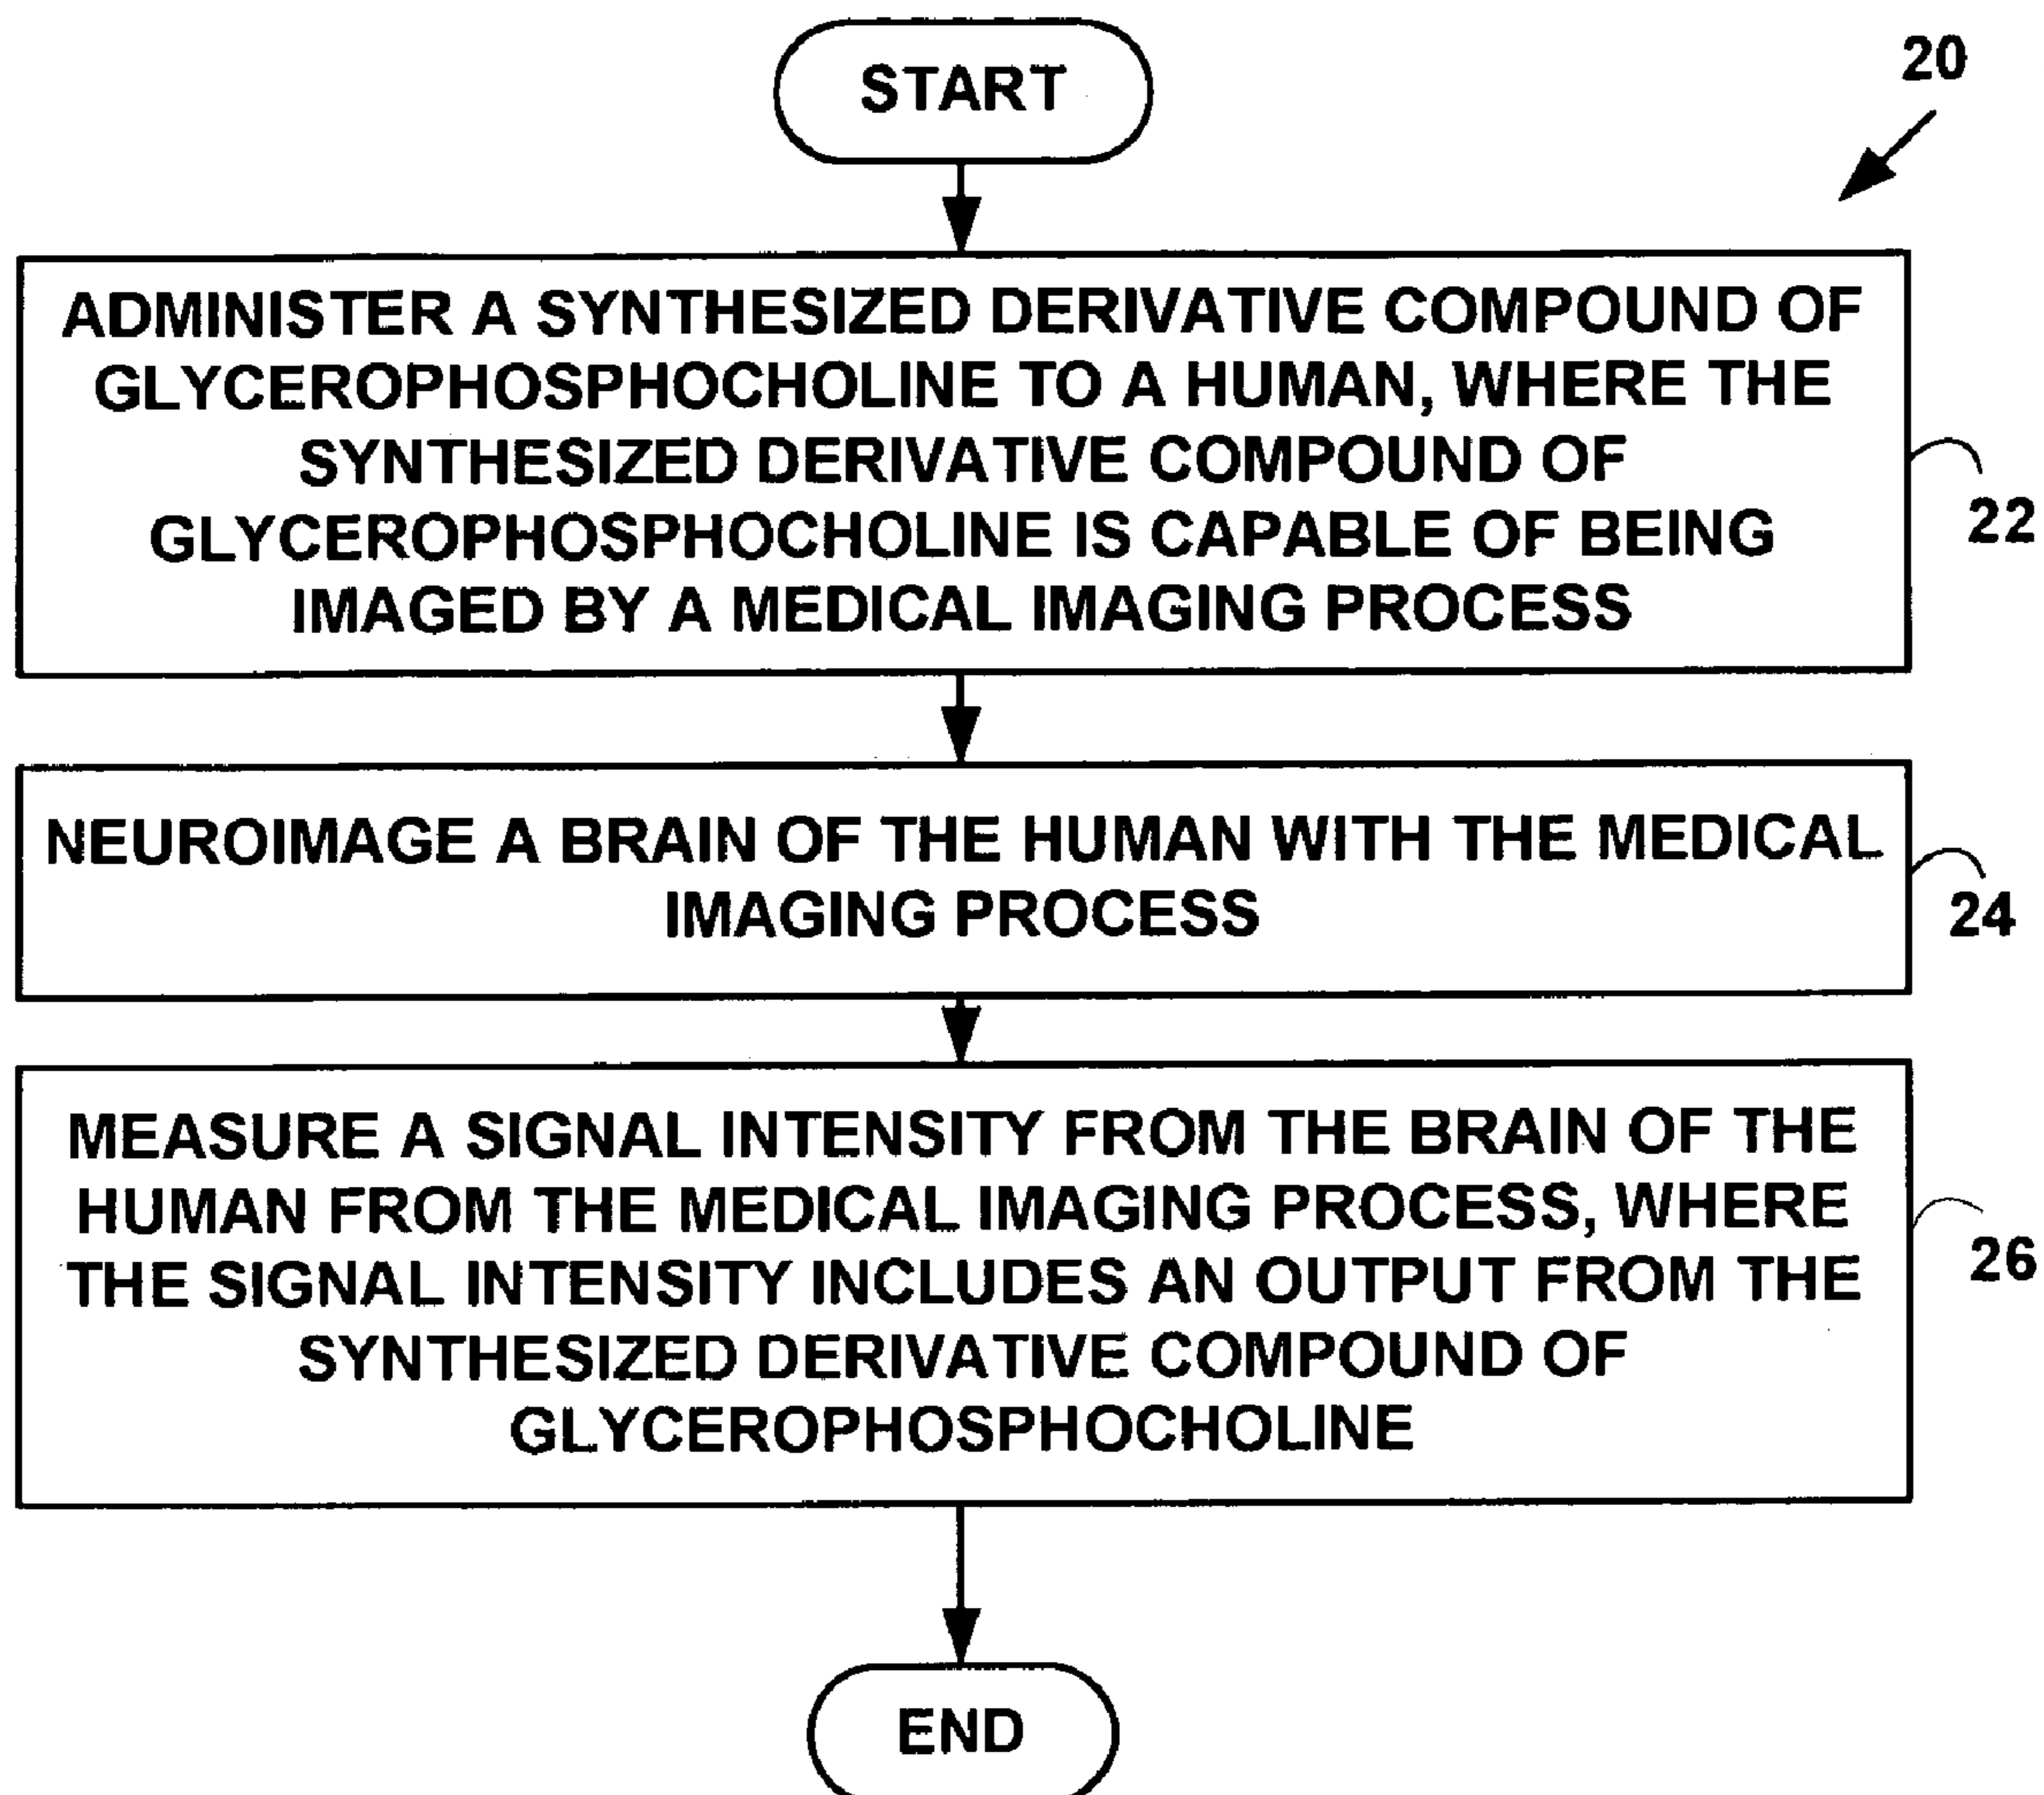 START
20
ADMINISTER A SYNTHESIZED DERIVATIVE COMPOUND OF
GLYCEROPHOSPHOCHOLINE TO A HUMAN, WHERE THE
SYNTHESIZED DERIVATIVE COMPOUND OF
GLYCEROPHOSPHOCHOLINE IS CAPABLE OF BEING
IMAGED BY A MEDICAL IMAGING PROCESS
22
NEUROIMAGE A BRAIN OF THE HUMAN WITH THE MEDICAL
IMAGING PROCESS
24
MEASURE A SIGNAL INTENSITY FROM THE BRAIN OF THE
HUMAN FROM THE MEDICAL IMAGING PROCESS, WHERE
THE SIGNAL INTENSITY INCLUDES AN OUTPUT FROM THE
SYNTHESIZED DERIVATIVE COMPOUND OF
GLYCEROPHOSPHOCHOLINE
26
END